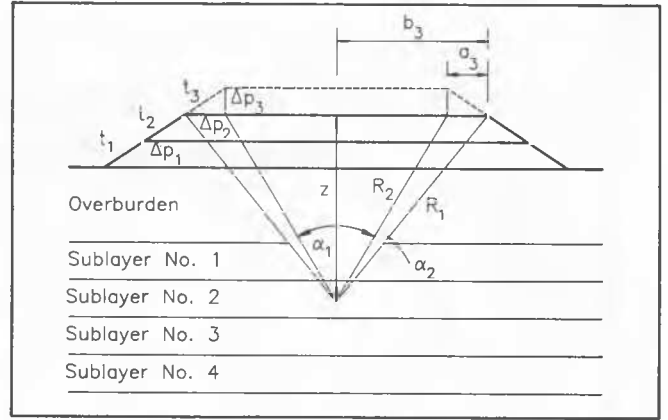 b3
a3
t3
Δp3
t2
Δp2
t1
Δp1
z
R2
R1
Overburden
α1
α2
Sublayer No. 1
Sublayer No. 2
Sublayer No. 3
Sublayer No. 4